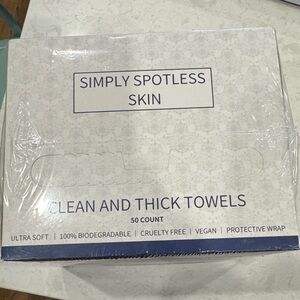 SIMPLY SPOTLESS
SKIN
CLEAN AND THICK TOWELS
50 COUNT
ULTRA SOFT | 100% BIODEGRADABLE | CRUELTY FREE | VEGAN | PROTECTIVE WRAP